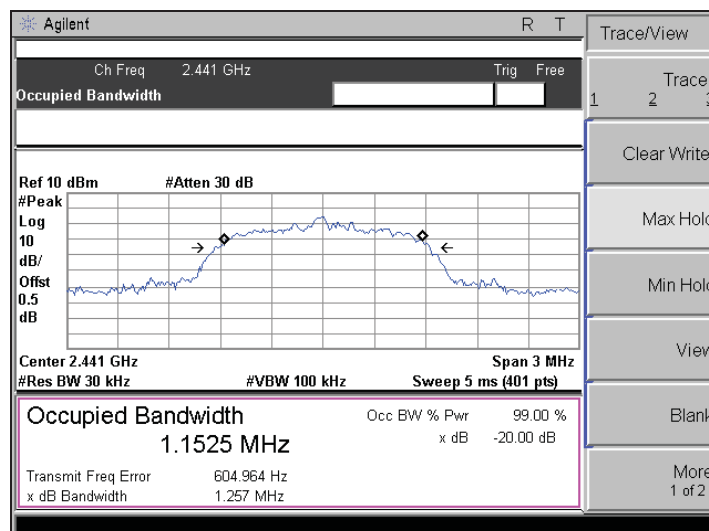 Agilent
R T
Ch Freq 2.441 GHz Trig Free
Occupied Bandwidth
Ref 10 dBm #Atten 30 dB
#Peak
Log
10
dB/
Offst
0.5
dB
Center 2.441 GHz Span 3 MHz
#Res BW 30 kHz #VBW 100 kHz Sweep 5 ms (401 pts)
Occupied Bandwidth
1.1525 MHz
Occ BW % Pwr 99.00 %
x dB -20.00 dB
Transmit Freq Error 604.964 Hz
x dB Bandwidth 1.257 MHz
Trace/View
Trace
1 2
Clear Write
Max Hold
Min Hold
View
Blank
More
1 of 2